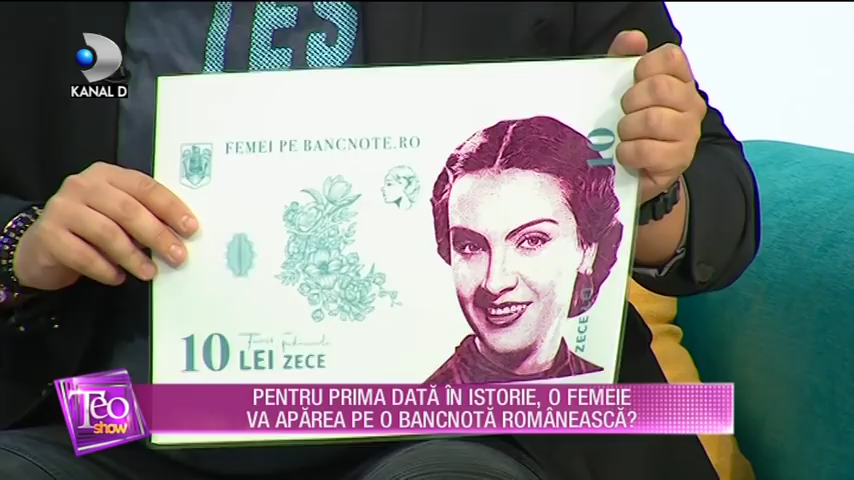 YES
KANAL D
FEMEI PE BANCNOTE.RO
10
10 LEI ZECE
ZECE
Teo
show
PENTRU PRIMA DATĂ ÎN ISTORIE, O FEMEIE
VA APĂREA PE O BANCNOTĂ ROMÂNEASCĂ?